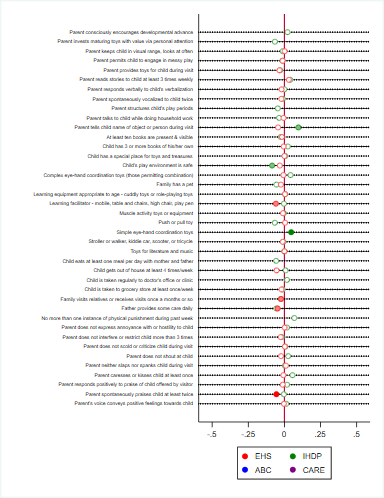 Parent consciously encourages developmental advance
Parent invests maturing toys with value via personal attention
Parent keeps child in visual range, looks at often
Parent permits child to engage in messy play
Parent provides toys for child during visit
Parent reads stories to child at least 3 times weekly
Parent responds verbally to child's verbalization
Parent spontaneously vocalized to child twice
Parent structures child's play periods
Parent talks to child while doing household work
Parent tells child name of object or person during visit
At least ten books are present & visible
Child has 3 or more books of his/her own
Child has a special place for toys and treasures
Child's play environment is safe
Complex eye-hand coordination toys (those permitting combination)
Family has a pet
Learning equipment appropriate to age - cuddly toys or role-playing toys
Learning facilitator - mobile, table and chairs, high chair, play pen
Muscle activity toys or equipment
Push or pull toy
Simple eye-hand coordination toys
Stroller or walker, kiddie car, scooter, or tricycle
Toys for literature and music
Child eats at least one meal per day with mother and father
Child gets out of house at least 4 times/week
Child is taken regularly to doctor's office or clinic
Child is taken to grocery store at least once/week
Family visits relatives or receives visits once a months or so
Father provides some care daily
No more than one instance of physical punishment during past week
Parent does not express annoyance with or hostility to child
Parent does not interfere or restrict child more than 3 times
Parent does not scold or criticize child during visit
Parent does not shout at child
Parent neither slaps nor spanks child during visit
Parent caresses or kisses child at least once
Parent responds positively to praise of child offered by visitor
Parent spontaneously praises child at least twice
Parent's voice conveys positive feelings towards child
-.5 -.25 0 .25 .5
EHS IHDP
ABC CARE